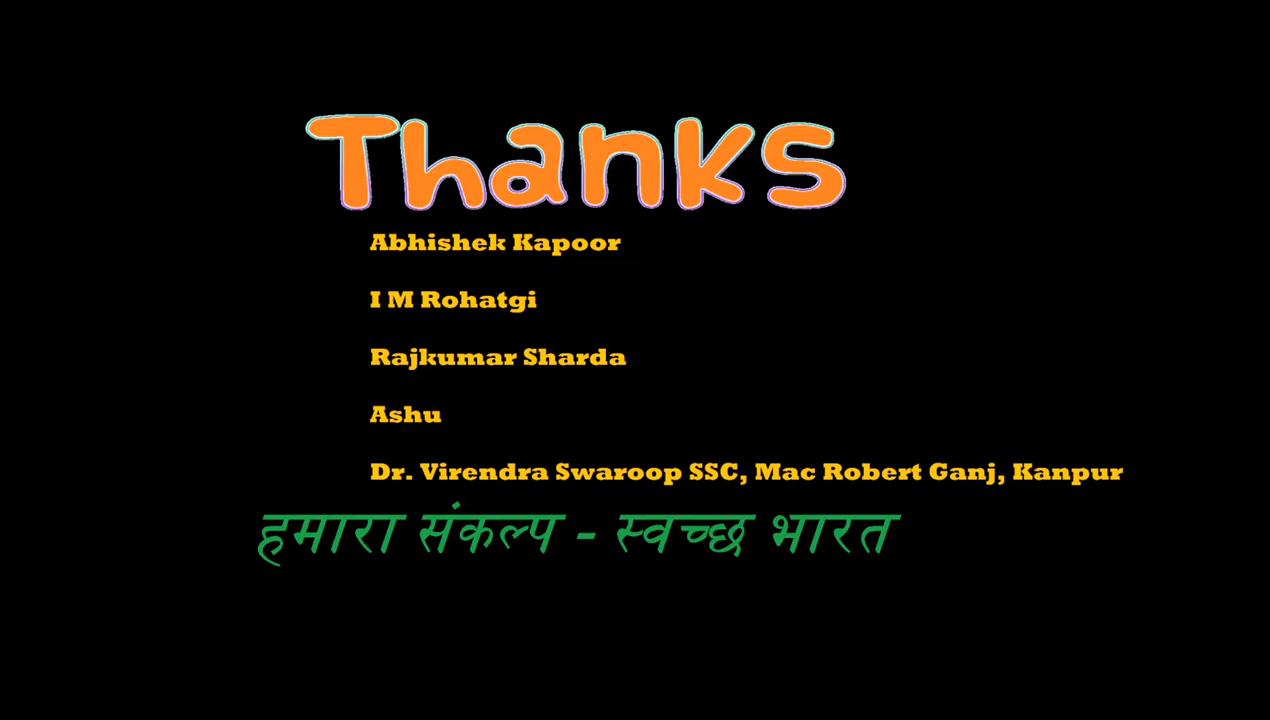 Thanks
Abhishek Kapoor
I M Rohatgi
Rajkumar Sharda
Ashu
Dr. Virendra Swaroop SSC, Mac Robert Ganj, Kanpur
हमारा संकल्प - स्वच्छ भारत